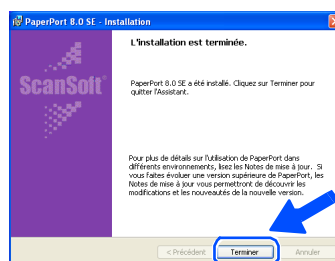 PaperPort 8.0 SE - Installation
L'installation est terminée.
ScanSoft®
PaperPort 8.0 SE a été installé. Cliquez sur Terminer pour
quitter l'Assistant.
Pour plus de détails sur l'utilisation de PaperPort dans
différents environnements, lisez les Notes de mise à jour. Si
vous faites évoluer une version supérieure de PaperPort, les
Notes de mise à jour vous permettront de découvrir les
modifications et les nouveautés de la nouvelle version.
< Précédent Terminer Annuler